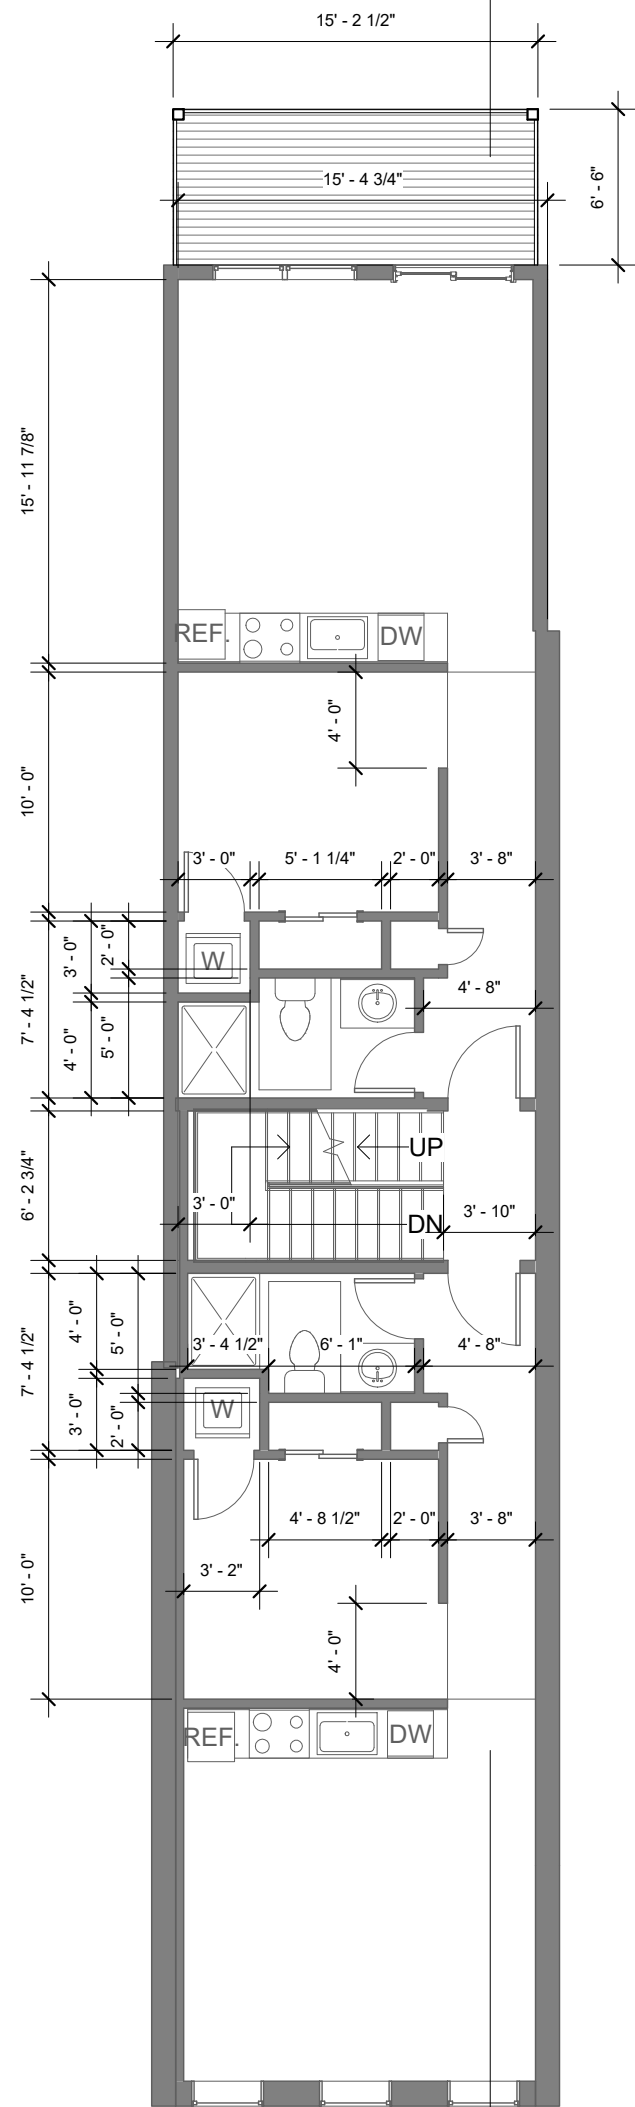 15' - 2 1/2"
15' - 4 3/4"
6' - 6"
15' - 11 7/8"
REF.
DW
4' - 0"
10' - 0"
3' - 0"
5' - 1 1/4"
2' - 0"
3' - 8"
7' - 4 1/2"
3' - 0"
2' - 0"
W
4' - 8"
4' - 0"
5' - 0"
UP
6' - 2 3/4"
3' - 0"
DN
3' - 10"
7' - 4 1/2"
4' - 0"
5' - 0"
3' - 4 1/2"
6' - 1"
4' - 8"
3' - 0"
2' - 0"
W
4' - 8 1/2"
2' - 0"
3' - 8"
10' - 0"
3' - 2"
4' - 0"
REF.
DW